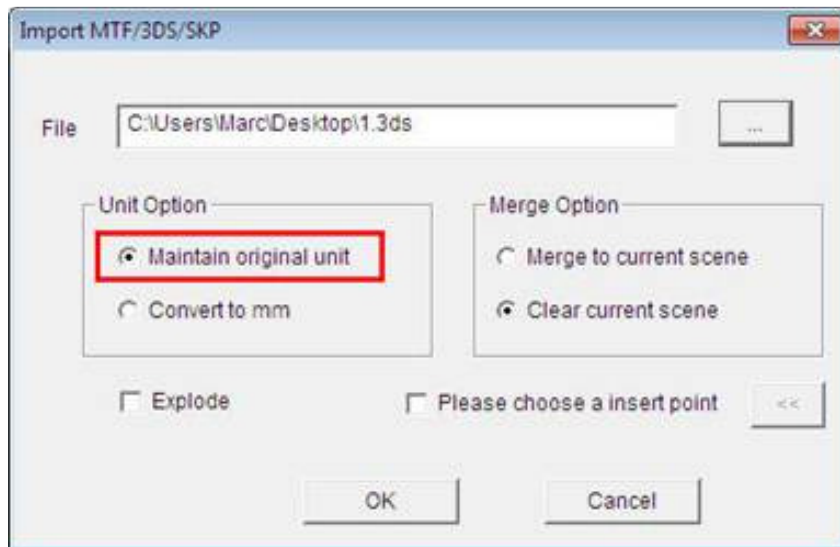 Import MTF/3DS/SKP
File C:\Users\Marc\Desktop\1.3ds ...
Unit Option
Maintain original unit
Convert to mm
Merge Option
Merge to current scene
Clear current scene
Explode
Please choose a insert point <<
OK Cancel